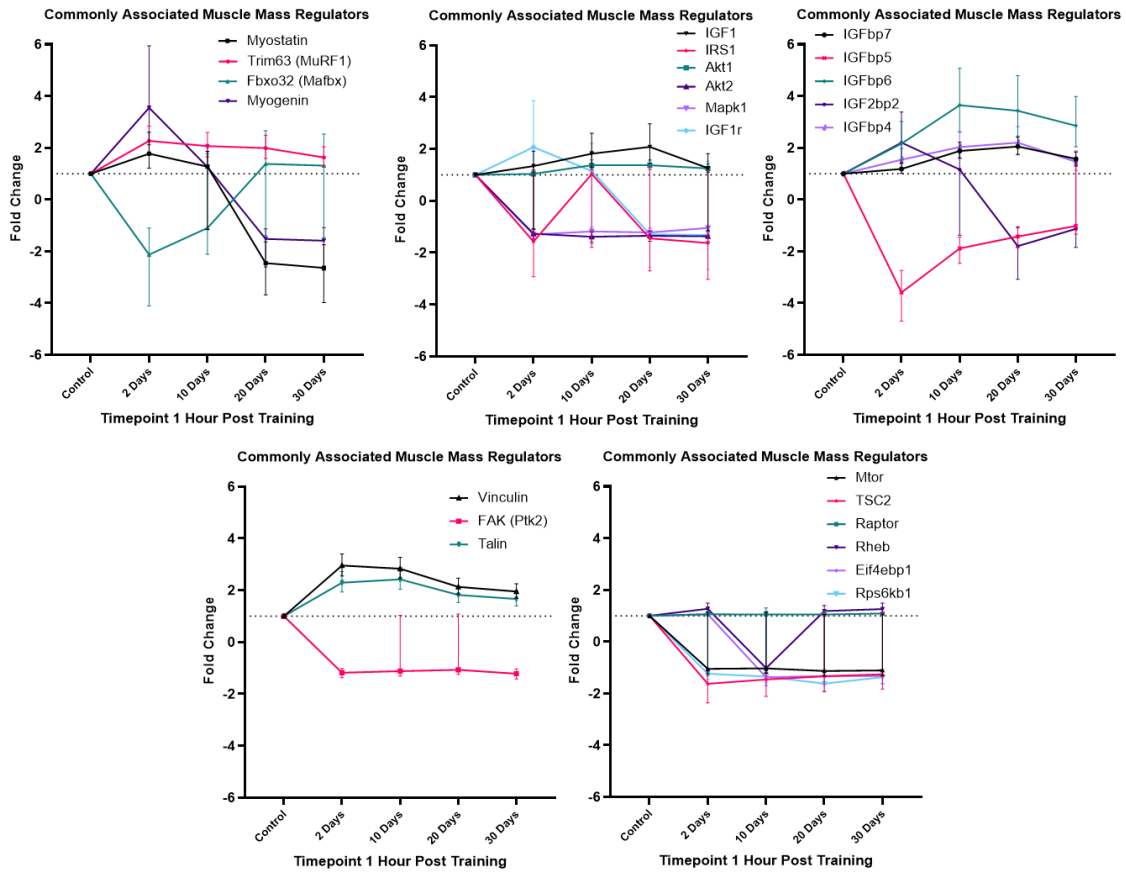 Commonly Associated Muscle Mass Regulators
Fold Change
6
4
2
0
-2
-4
-6
Myostatin
Trim63 (MuRF1)
Fbxo32 (Mafbx)
Myogenin
Control
2 Days
10 Days
20 Days
30 Days
Timepoint 1 Hour Post Training
Commonly Associated Muscle Mass Regulators
Fold Change
6
4
2
0
-2
-4
-6
IGF1
IRS1
Akt1
Akt2
Mapk1
IGF1r
Control
2 Days
10 Days
20 Days
30 Days
Timepoint 1 Hour Post Training
Commonly Associated Muscle Mass Regulators
Fold Change
6
4
2
0
-2
-4
-6
IGFbp7
IGFbp5
IGFbp6
IGF2bp2
IGFbp4
Control
2 Days
10 Days
20 Days
30 Days
Timepoint 1 Hour Post Training
Commonly Associated Muscle Mass Regulators
Fold Change
6
4
2
0
-2
-4
-6
Vinculin
FAK (Ptk2)
Talin
Control
2 Days
10 Days
20 Days
30 Days
Timepoint 1 Hour Post Training
Commonly Associated Muscle Mass Regulators
Fold Change
6
4
2
0
-2
-4
-6
Mtor
TSC2
Raptor
Rheb
Eif4ebp1
Rps6kb1
Control
2 Days
10 Days
20 Days
30 Days
Timepoint 1 Hour Post Training